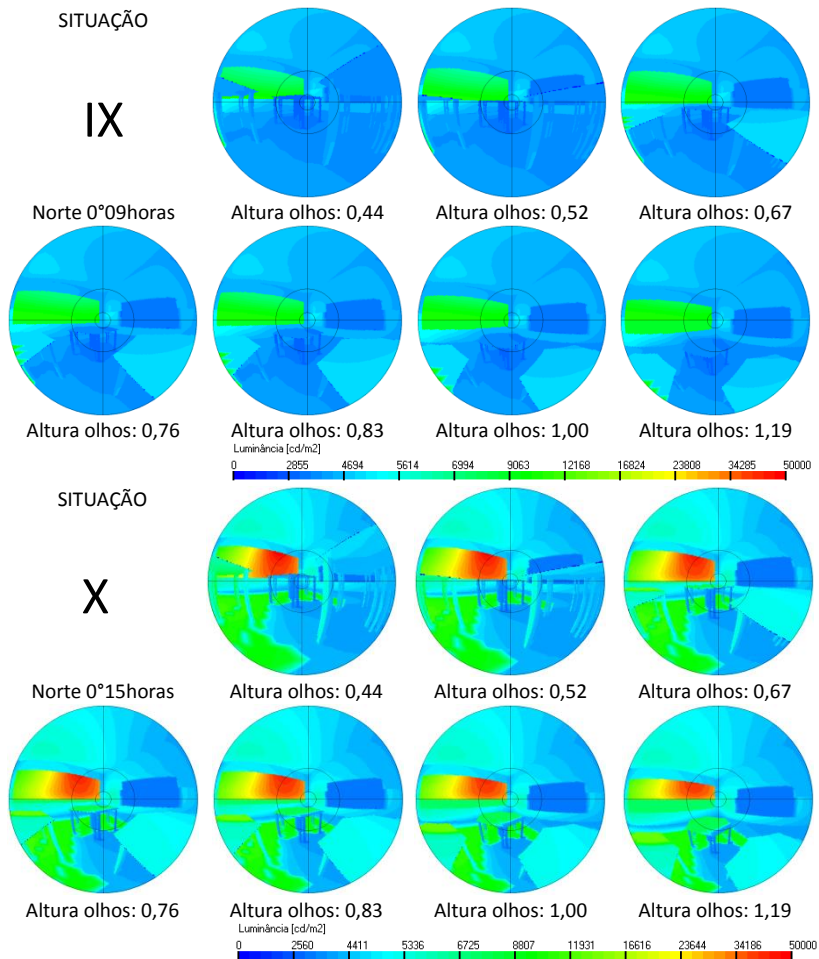 SITUAÇÃO
IX
Norte 0°09horas
Altura olhos: 0,44
Altura olhos: 0,52
Altura olhos: 0,67
Altura olhos: 0,76
Altura olhos: 0,83
Altura olhos: 1,00
Altura olhos: 1,19
Luminância [cd/m2]
0 2855 4694 5614 6994 9063 12168 16824 23808 34285 50000
SITUAÇÃO
X
Norte 0°15horas
Altura olhos: 0,44
Altura olhos: 0,52
Altura olhos: 0,67
Altura olhos: 0,76
Altura olhos: 0,83
Altura olhos: 1,00
Altura olhos: 1,19
Luminância [cd/m2]
0 2560 4411 5336 6725 8807 11931 16616 23644 34186 50000